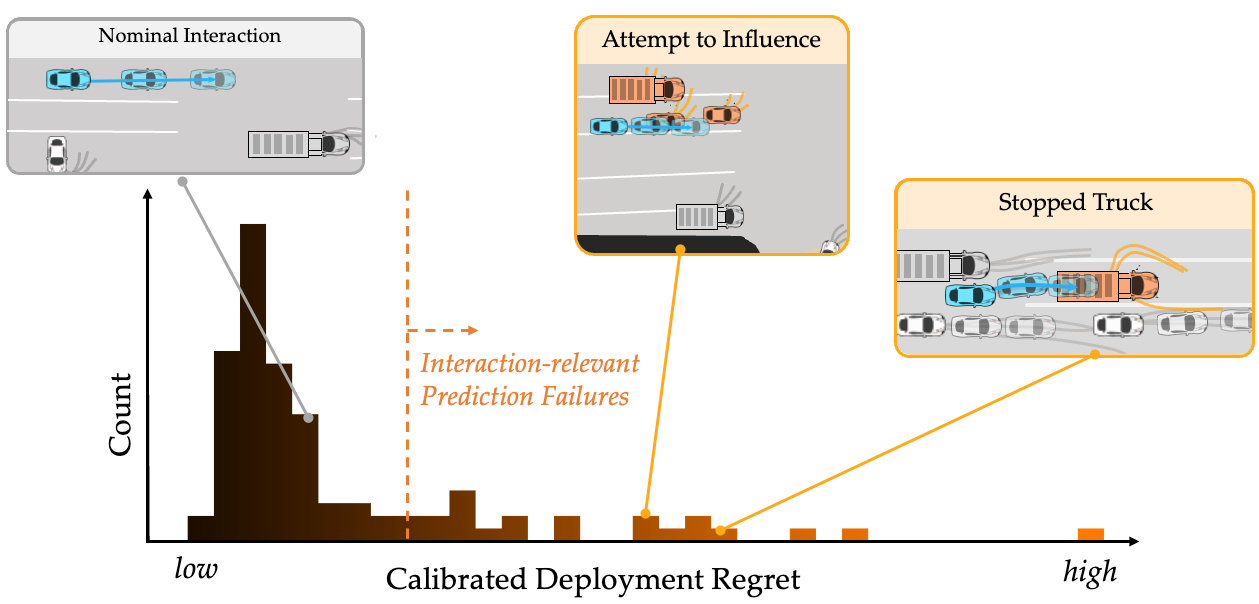 Nominal Interaction
Attempt to Influence
Stopped Truck
Interaction-relevant
Prediction Failures
Count
low
Calibrated Deployment Regret
high